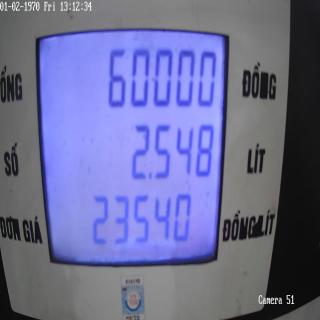 01-02-1970 Fri 13:12:34
ỔNG 60000 ĐỒNG
SỐ 2.548 LÍT
ĐƠN GIÁ 23540 ĐỒNG/LÍT
Camera 51